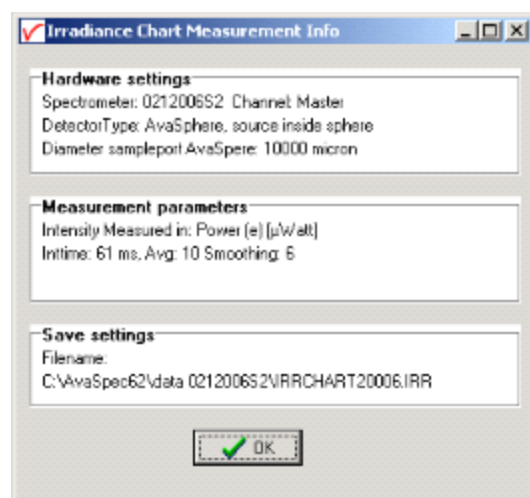 Irradiance Chart Measurement Info
Hardware settings
Spectrometer: 0212006S2 Channel: Master
DetectorType: AvaSphere, source inside sphere
Diameter sampleport AvaSpere: 10000 micron
Measurement parameters
Intensity Measured in: Power (e) [µWatt]
Inttime: 61 ms, Avg: 10 Smoothing: 6
Save settings
Filename:
C:\AvaSpec62\data 0212006S2\IRRCHART20006.IRR
OK